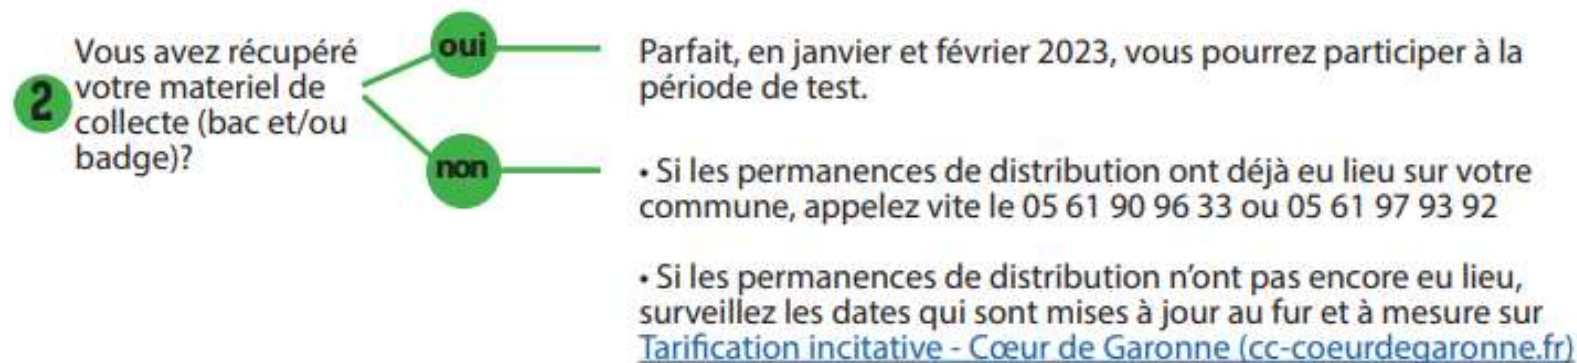 2
Vous avez récupéré
votre materiel de
collecte (bac et/ou
badge)?
oui
Parfait, en janvier et février 2023, vous pourrez participer à la
période de test.
non
• Si les permanences de distribution ont déjà eu lieu sur votre
commune, appelez vite le 05 61 90 96 33 ou 05 61 97 93 92
• Si les permanences de distribution n'ont pas encore eu lieu,
surveillez les dates qui sont mises à jour au fur et à mesure sur
Tarification incitative - Cœur de Garonne (cc-coeurdegaronne.fr)